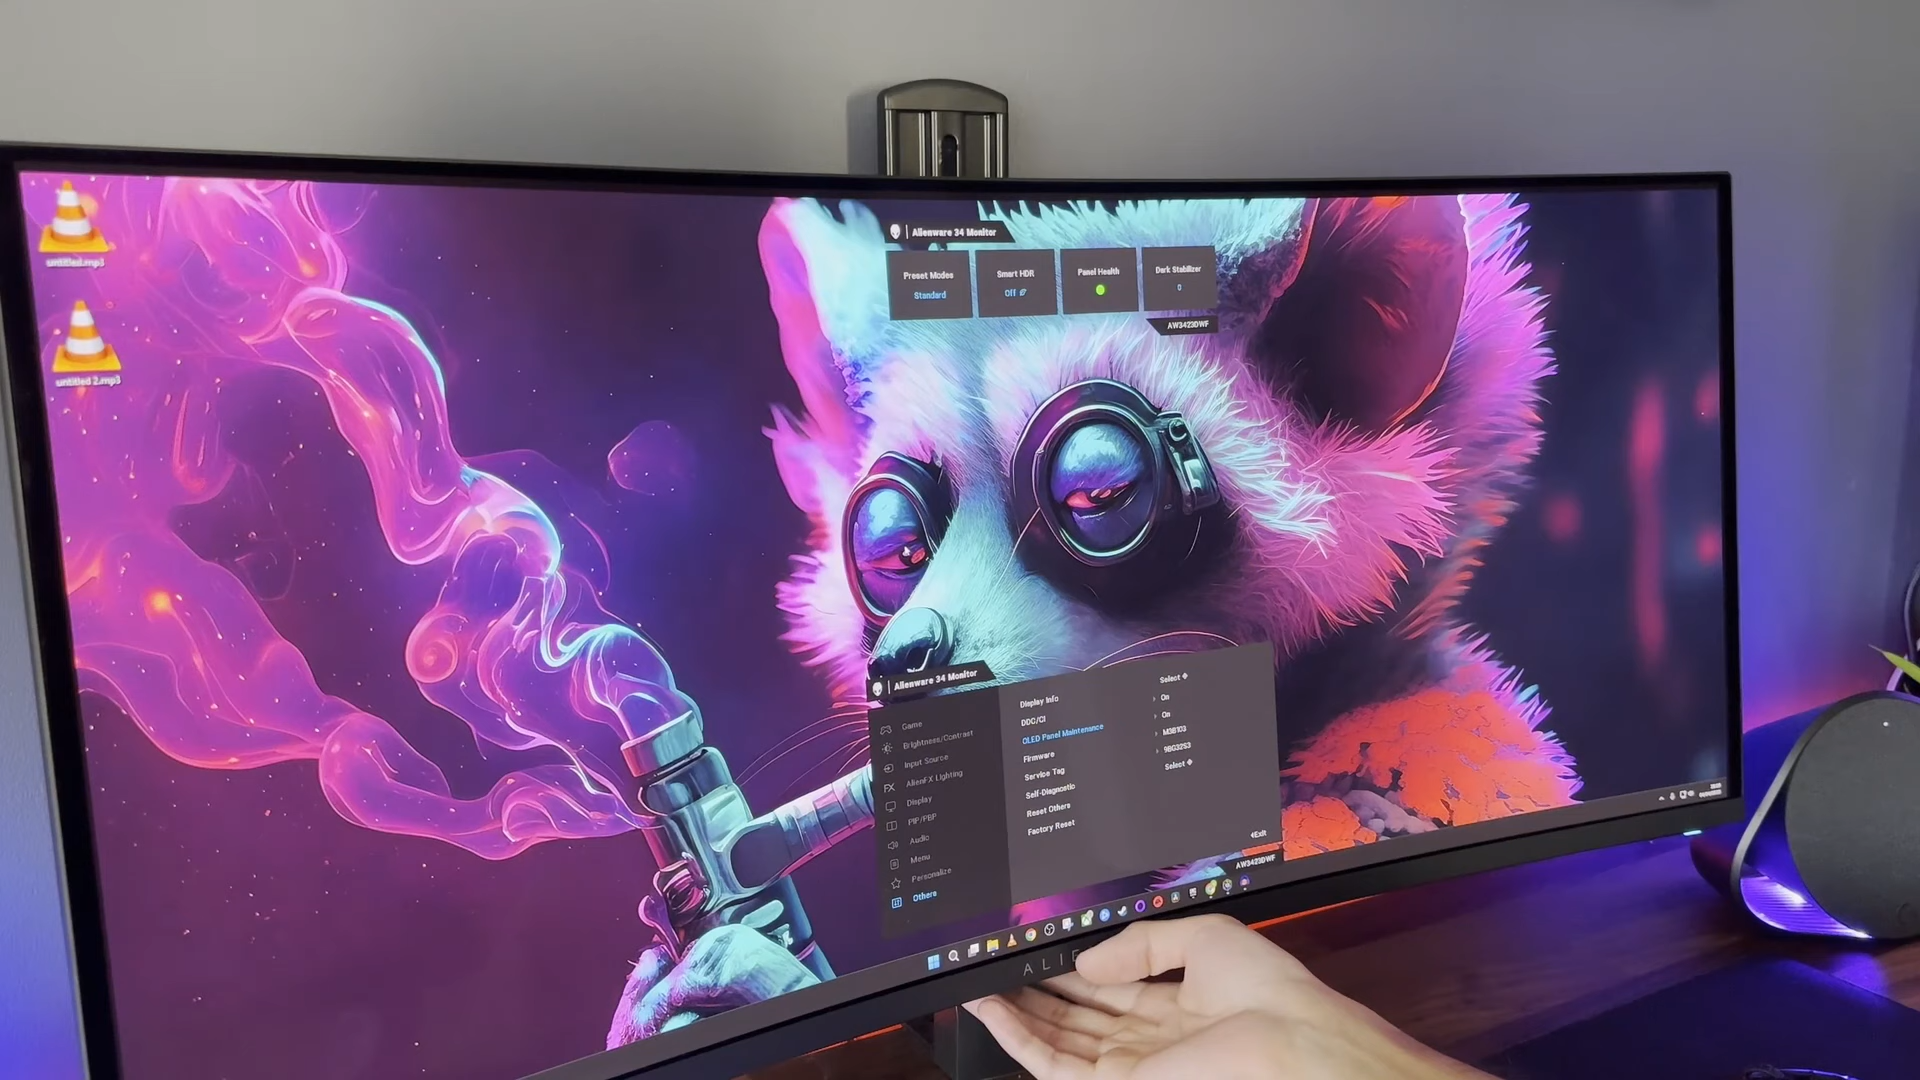 untitled.mp3
untitled 2.mp3
Alienware 34 Monitor
Preset Modes
Standard
Smart HDR
Off
Panel Health
Dark Stabilizer
0
AW3423DWF
Alienware 34 Monitor
Game
Brightness/Contrast
Input Source
AlienFX Lighting
Display
PIP/PBP
Audio
Menu
Personalize
Others
Display Info
DDC/CI
OLED Panel Maintenance
Firmware
Service Tag
Self-Diagnostic
Reset Others
Factory Reset
Select
On
On
M3B103
9BG32S3
Select
Exit
AW3423DWF
FX
ALIE